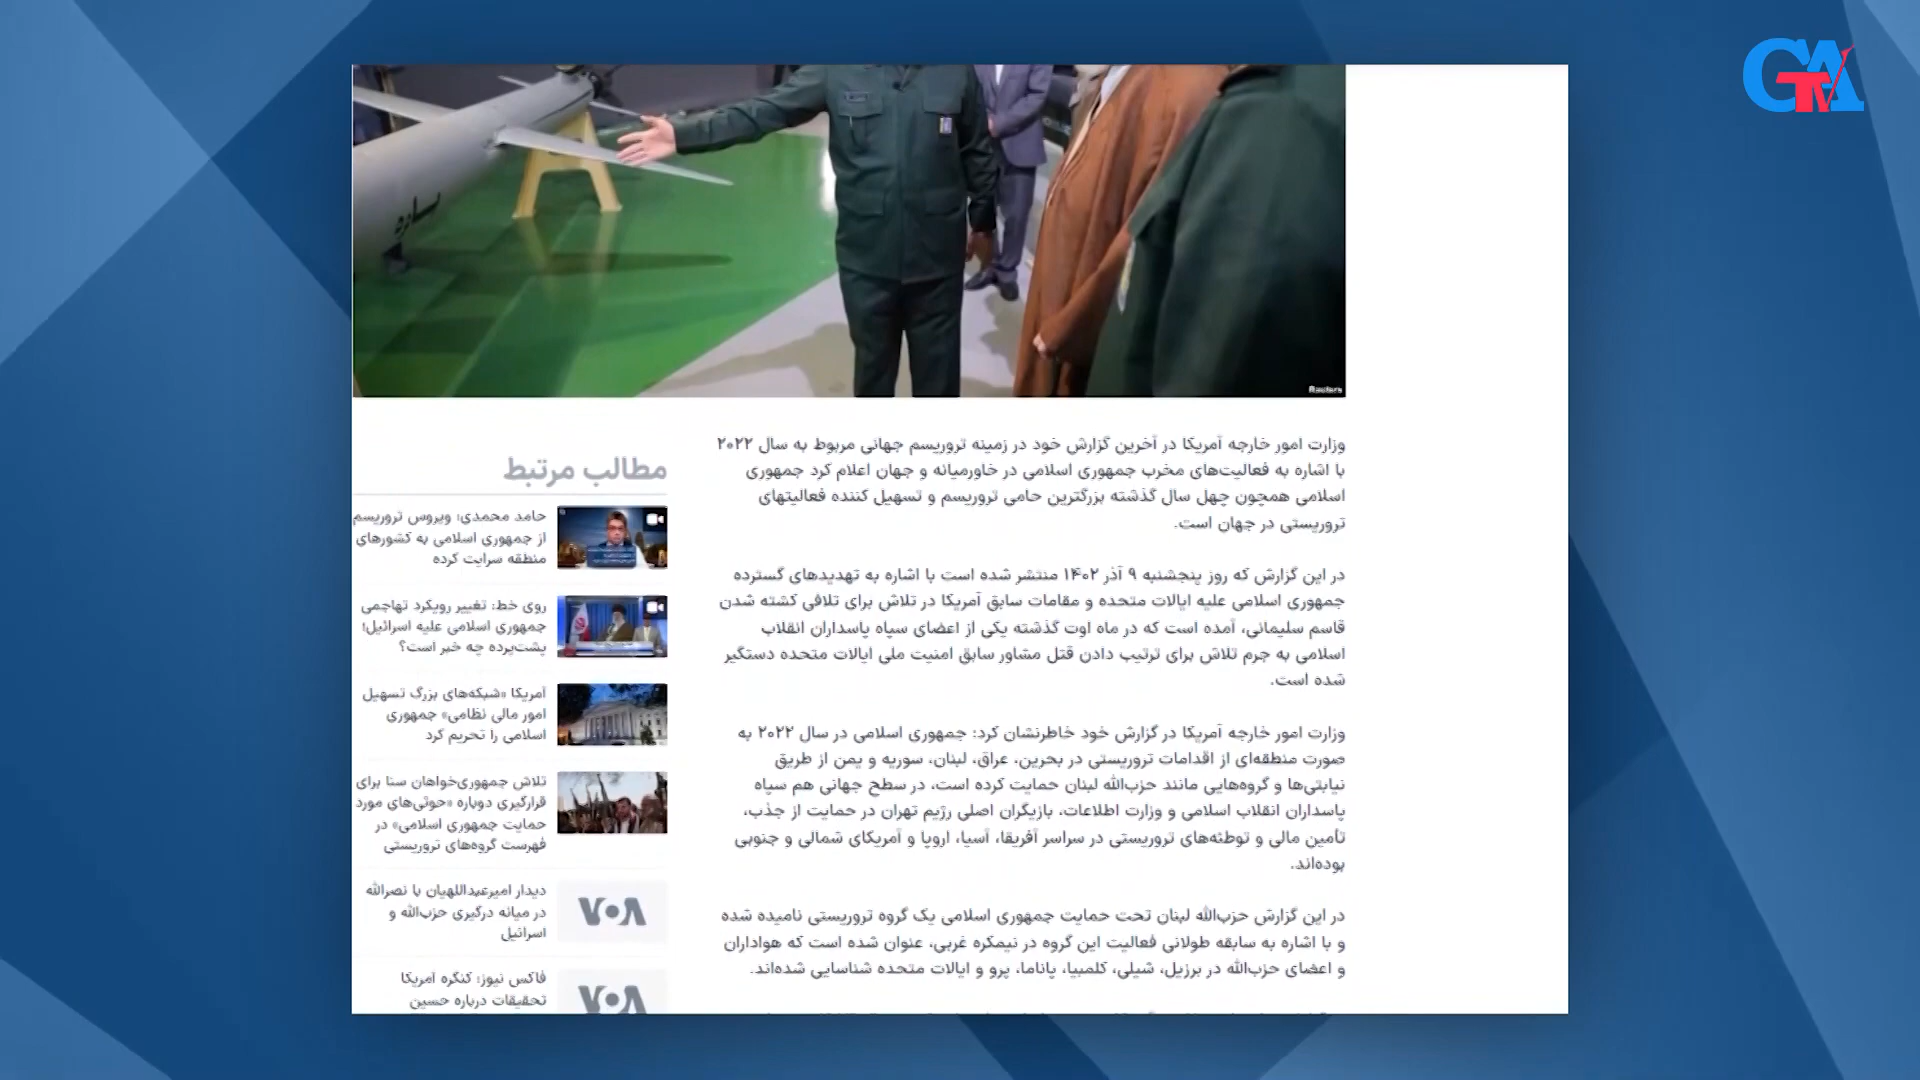 GATV
Reuters
وزارت امور خارجه آمریکا در آخرین گزارش خود در زمینه تروریسم جهانی مربوط به سال ۲۰۲۲
با اشاره به فعالیت‌های مخرب جمهوری اسلامی در خاورمیانه و جهان اعلام کرد جمهوری
اسلامی همچون چهل سال گذشته بزرگترین حامی تروریسم و تسهیل کننده فعالیتهای
تروریستی در جهان است.
در این گزارش که روز پنجشنبه ۹ آذر ۱۴۰۲ منتشر شده است با اشاره به تهدیدهای گسترده
جمهوری اسلامی علیه ایالات متحده و مقامات سابق آمریکا در تلاش برای تلافی کشته شدن
قاسم سلیمانی، آمده است که در ماه اوت گذشته یکی از اعضای سپاه پاسداران انقلاب
اسلامی به جرم تلاش برای ترتیب دادن قتل مشاور سابق امنیت ملی ایالات متحده دستگیر
شده است.
وزارت امور خارجه آمریکا در گزارش خود خاطرنشان کرد: جمهوری اسلامی در سال ۲۰۲۲ به
صورت منطقه‌ای از اقدامات تروریستی در بحرین، عراق، لبنان، سوریه و یمن از طریق
نیابتی‌ها و گروه‌هایی مانند حزب‌الله لبنان حمایت کرده است، در سطح جهانی هم سپاه
پاسداران انقلاب اسلامی و وزارت اطلاعات، بازیگران اصلی رژیم تهران در حمایت از جذب،
تأمین مالی و توطئه‌های تروریستی در سراسر آفریقا، آسیا، اروپا و آمریکای شمالی و جنوبی
بوده‌اند.
در این گزارش حزب‌الله لبنان تحت حمایت جمهوری اسلامی یک گروه تروریستی نامیده شده
و با اشاره به سابقه طولانی فعالیت این گروه در نیمکره غربی، عنوان شده است که هواداران
و اعضای حزب‌الله در برزیل، شیلی، کلمبیا، پاناما، پرو و ایالات متحده شناسایی شده‌اند.
مطالب مرتبط
حامد محمدی: ویروس تروریسم
از جمهوری اسلامی به کشورهای
منطقه سرایت کرده
روی خط: تغییر رویکرد تهاجمی
جمهوری اسلامی علیه اسرائیل؛
پشت‌پرده چه خبر است؟
آمریکا «شبکه‌های بزرگ تسهیل
امور مالی نظامی» جمهوری
اسلامی را تحریم کرد
تلاش جمهوری‌خواهان سنا برای
قرارگیری دوباره «حوثی‌های مورد
حمایت جمهوری اسلامی» در
فهرست گروه‌های تروریستی
دیدار امیرعبداللهیان با نصرالله
در میانه درگیری حزب‌الله و
اسرائیل
VOA
فاکس نیوز: کنگره آمریکا
تحقیقات درباره حسین
VOA